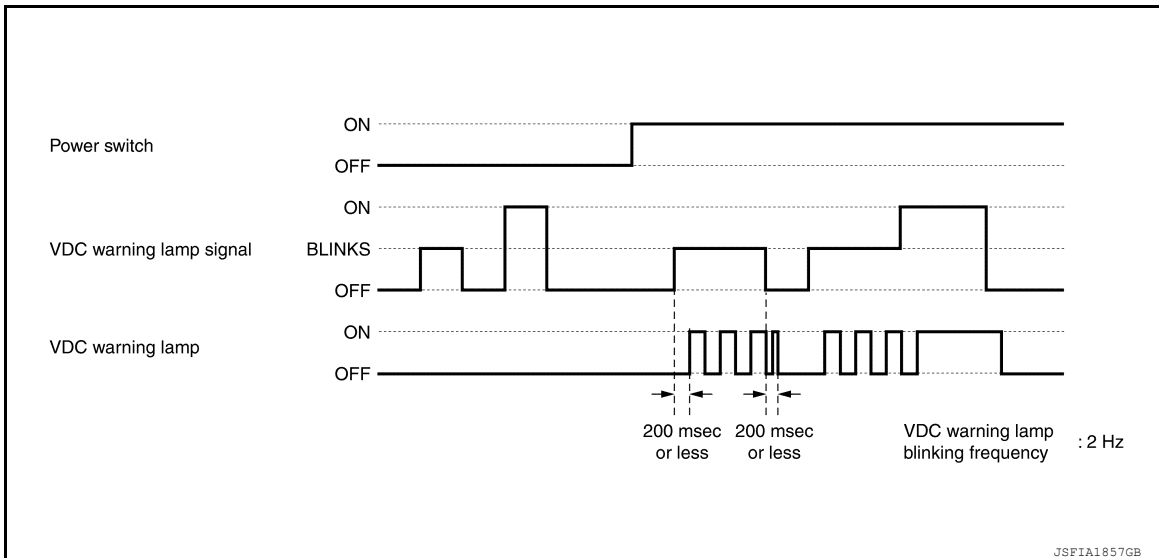 ON
Power switch
OFF
ON
VDC warning lamp signal BLINKS
OFF
ON
VDC warning lamp
OFF
200 msec or less
200 msec or less
VDC warning lamp blinking frequency : 2 Hz
JSFIA1857GB